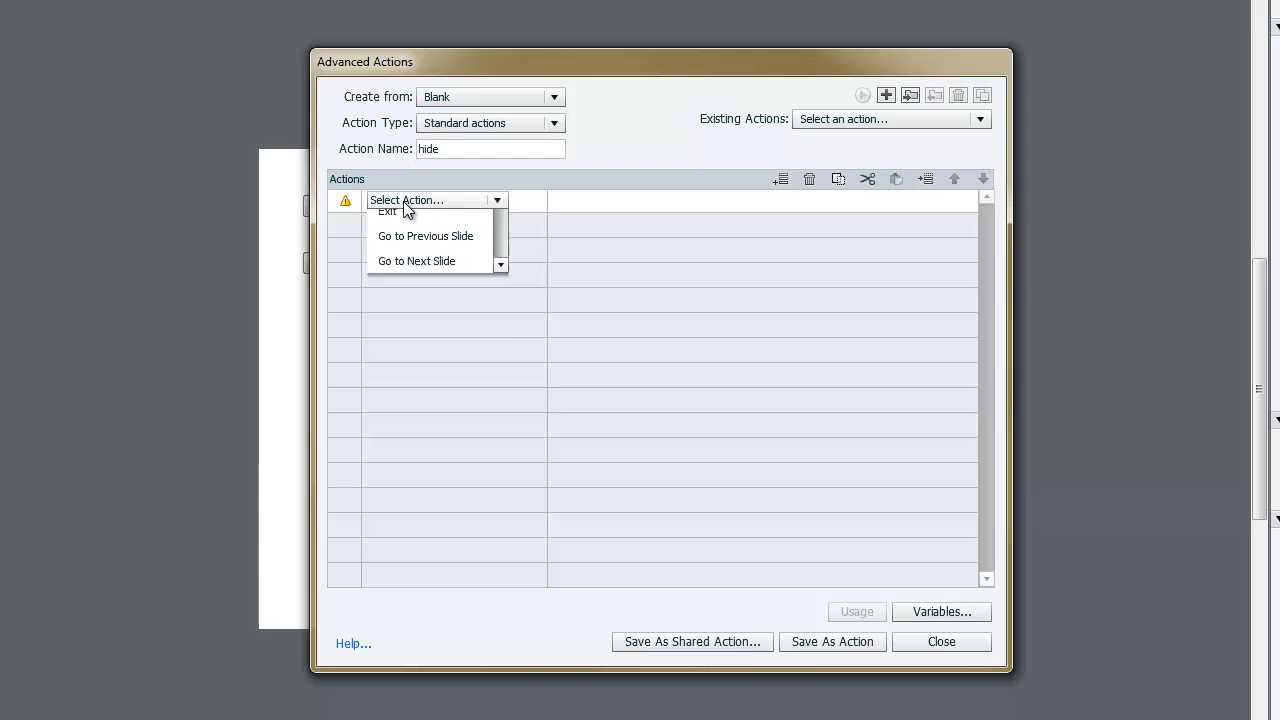 Advanced Actions
Create from: Blank
Action Type: Standard actions
Existing Actions: Select an action...
Action Name: hide
Actions
Select Action...
Exit
Go to Previous Slide
Go to Next Slide
Usage
Variables...
Help...
Save As Shared Action...
Save As Action
Close